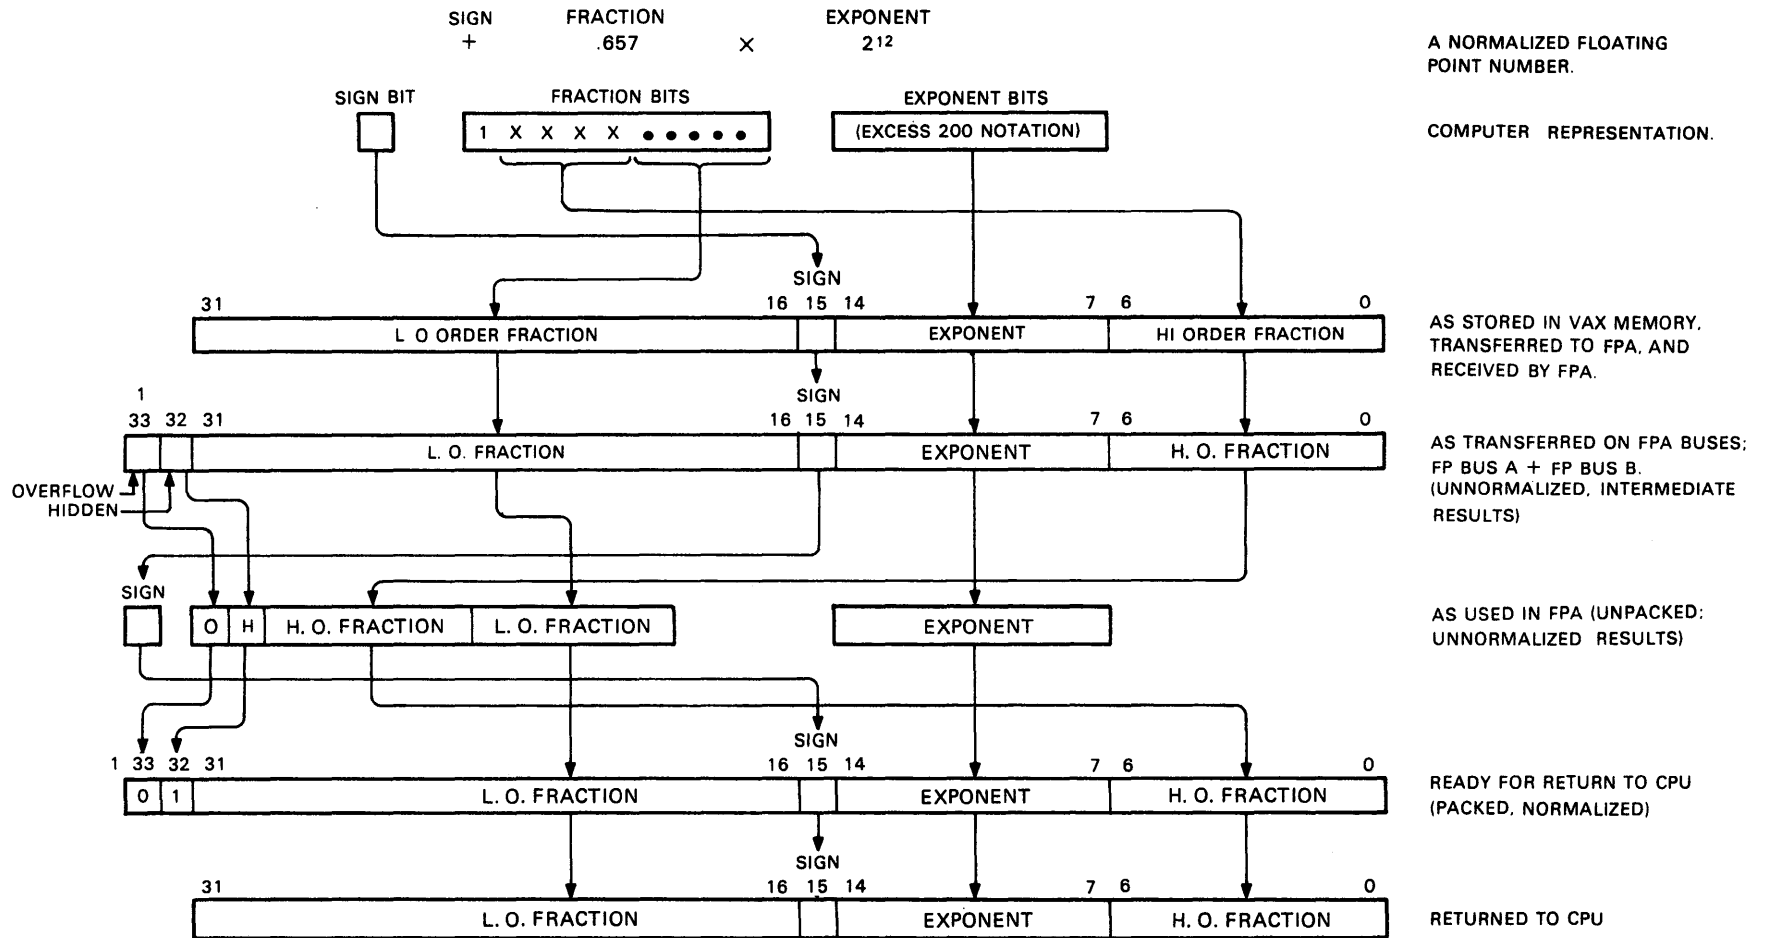 SIGN FRACTION EXPONENT
+ .657 × 2¹²
A NORMALIZED FLOATING
POINT NUMBER.
SIGN BIT FRACTION BITS EXPONENT BITS
1 X X X X ● ● ● ● ● (EXCESS 200 NOTATION)
COMPUTER REPRESENTATION.
SIGN
31 16 15 14 7 6 0
L O ORDER FRACTION EXPONENT HI ORDER FRACTION
AS STORED IN VAX MEMORY,
TRANSFERRED TO FPA, AND
RECEIVED BY FPA.
SIGN
1
33 32 31 16 15 14 7 6 0
L. O. FRACTION EXPONENT H. O. FRACTION
AS TRANSFERRED ON FPA BUSES;
FP BUS A + FP BUS B.
(UNNORMALIZED, INTERMEDIATE
RESULTS)
OVERFLOW
HIDDEN
SIGN
O H H. O. FRACTION L. O. FRACTION EXPONENT
AS USED IN FPA (UNPACKED;
UNNORMALIZED RESULTS)
SIGN
1 33 32 31 16 15 14 7 6 0
0 1 L. O. FRACTION EXPONENT H. O. FRACTION
READY FOR RETURN TO CPU
(PACKED, NORMALIZED)
SIGN
31 16 15 14 7 6 0
L. O. FRACTION EXPONENT H. O. FRACTION
RETURNED TO CPU